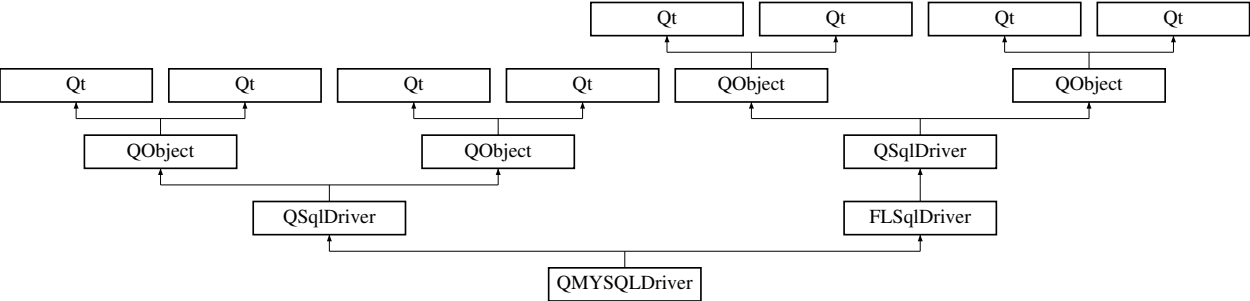 Qt Qt Qt Qt
Qt Qt Qt Qt QObject QObject
QObject QObject QSqlDriver
QSqlDriver FLSqlDriver
QMYSQLDriver